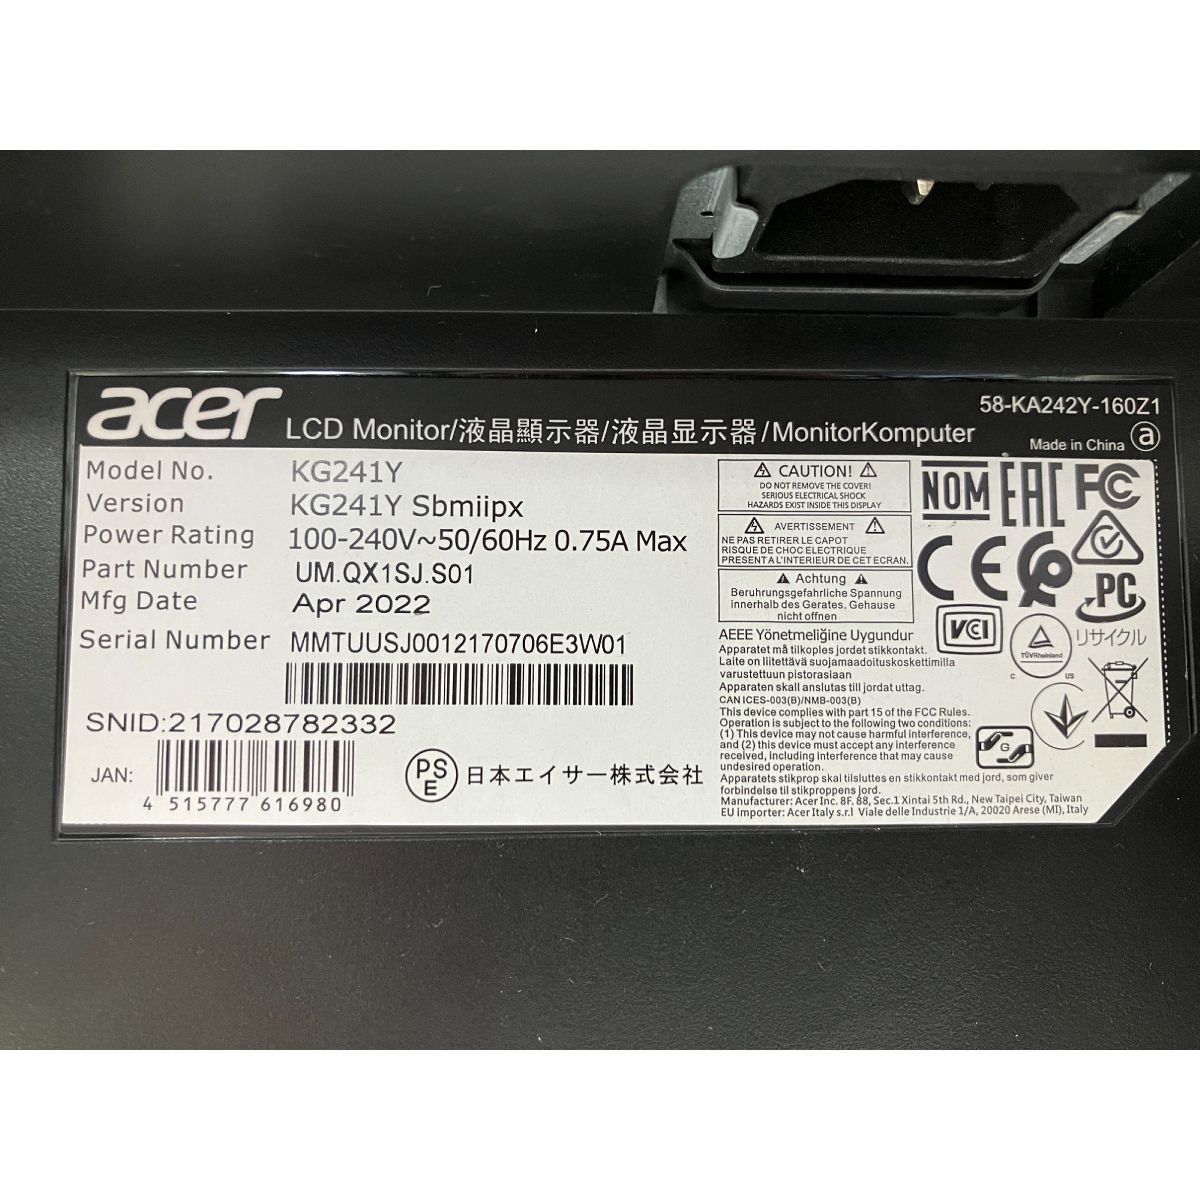 acer
LCD Monitor/液晶顯示器/液晶显示器/MonitorKomputer
58-KA242Y-160Z1
Made in China ⓐ
Model No. KG241Y
Version KG241Y Sbmiipx
Power Rating 100-240V~50/60Hz 0.75A Max
Part Number UM.QX1SJ.S01
Mfg Date Apr 2022
Serial Number MMTUUSJ0012170706E3W01
SNID:217028782332
JAN:
4 515777 616980
PS
E
日本エイサー株式会社
CAUTION!
DO NOT REMOVE THE COVER!
SERIOUS ELECTRICAL SHOCK
HAZARDS EXIST INSIDE THIS DISPLAY
AVERTISSEMENT
NE PAS RETIRER LE CAPOT
RISQUE DE CHOC ELECTRIQUE
PRESENT A L'INTERIEUR DE CET ECRAN.
Achtung
Beruhrungsgefahrliche Spannung
innerhalb des Gerates. Gehause
nicht offnen
AEEE Yönetmeliğine Uygundur
Apparatet må tilkoples jordet stikkontakt.
Laite on liitettävä suojamaadoituskoskettimilla
varustettuun pistorasiaan
Apparaten skall anslutas till jordat uttag.
CAN ICES-003(B)/NMB-003(B)
This device complies with part 15 of the FCC Rules.
Operation is subject to the following two conditions:
(1) This device may not cause harmful interference,
and (2) this device must accept any interference
received, including interference that may cause
undesired operation.
Apparatets stikprop skal tilsluttes en stikkontakt med jord, som giver
forbindelse til stikproppens jord.
Manufacturer: Acer Inc. 8F. 88, Sec.1 Xintai 5th Rd., New Taipei City, Taiwan
EU importer: Acer Italy s.r.l Viale delle Industrie 1/A, 20020 Arese (MI), Italy
NOM EAC FC
CE
PC
VCI
TÜVRheinland
C US
リサイクル
G